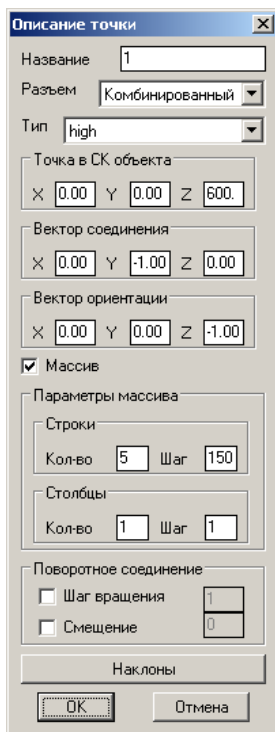 Описание точки
Название 1
Разъем Комбинированный
Тип high
Точка в СК объекта
X 0.00 Y 0.00 Z 600.
Вектор соединения
X 0.00 Y -1.00 Z 0.00
Вектор ориентации
X 0.00 Y 0.00 Z -1.00
Массив
Параметры массива
Строки
Кол-во 5 Шаг 150
Столбцы
Кол-во 1 Шаг 1
Поворотное соединение
Шаг вращения 1
Смещение 0
Наклоны
OK Отмена